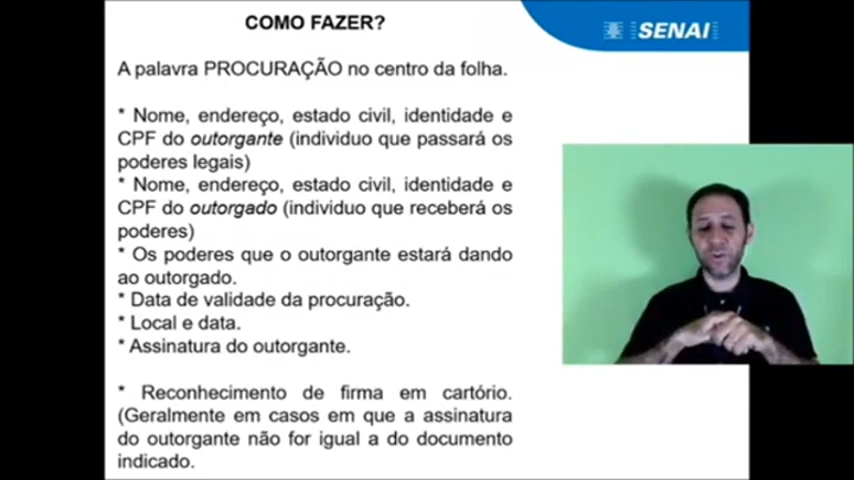 COMO FAZER?
SENAI
A palavra PROCURAÇÃO no centro da folha.
* Nome, endereço, estado civil, identidade e
CPF do outorgante (individuo que passará os
poderes legais)
* Nome, endereço, estado civil, identidade e
CPF do outorgado (individuo que receberá os
poderes)
* Os poderes que o outorgante estará dando
ao outorgado.
* Data de validade da procuração.
* Local e data.
* Assinatura do outorgante.
* Reconhecimento de firma em cartório.
(Geralmente em casos em que a assinatura
do outorgante não for igual a do documento
indicado.